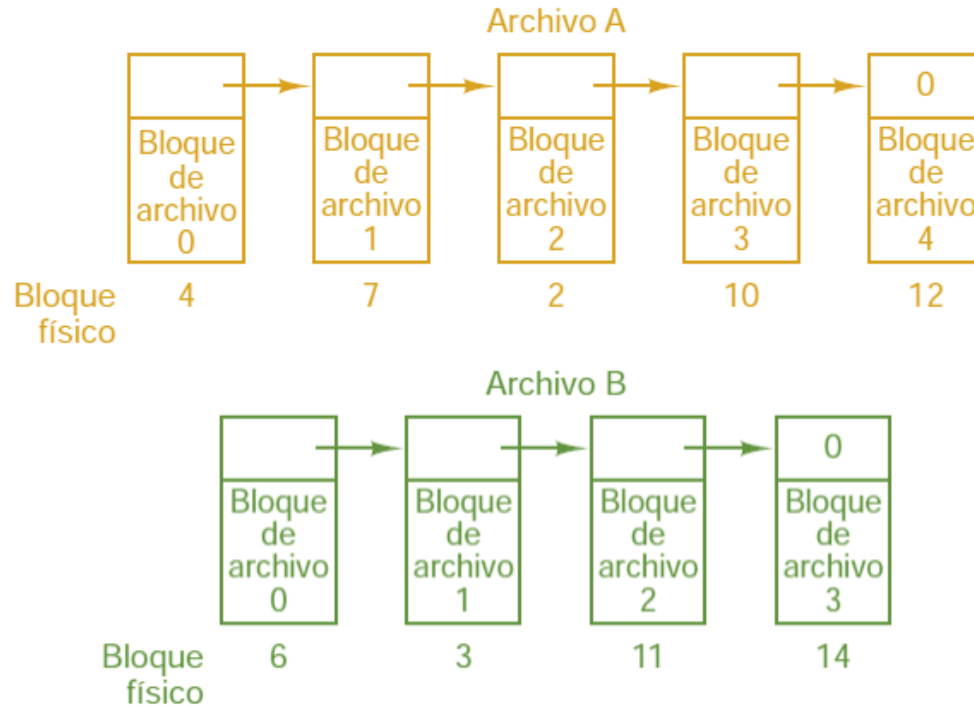 Archivo A
0
Bloque de archivo 0
Bloque de archivo 1
Bloque de archivo 2
Bloque de archivo 3
Bloque de archivo 4
Bloque físico
4 7 2 10 12
Archivo B
0
Bloque de archivo 0
Bloque de archivo 1
Bloque de archivo 2
Bloque de archivo 3
Bloque físico
6 3 11 14